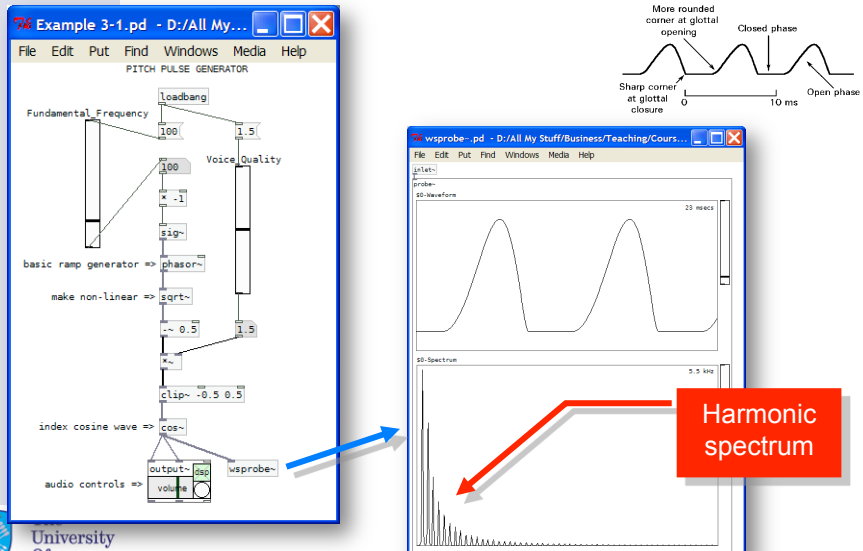 Example 3-1.pd - D:/All My...
File Edit Put Find Windows Media Help
PITCH PULSE GENERATOR
loadbang
Fundamental_Frequency
100
1.5
Voice_Quality
100
* -1
sig~
basic ramp generator => phasor~
make non-linear => sqrt~
-~ 0.5
1.5
*~
clip~ -0.5 0.5
index cosine wave => cos~
output~
dsp
wsprobe~
audio controls =>
volume
University
More rounded
corner at glottal
opening
Closed phase
Sharp corner
at glottal
closure
0
10 ms
Open phase
wsprobe~.pd - D:/All My Stuff/Business/Teaching/Cours...
File Edit Put Find Windows Media Help
inlet~
probe~
$0-Waveform
23 msecs
$0-Spectrum
5.5 kHz
Harmonic
spectrum